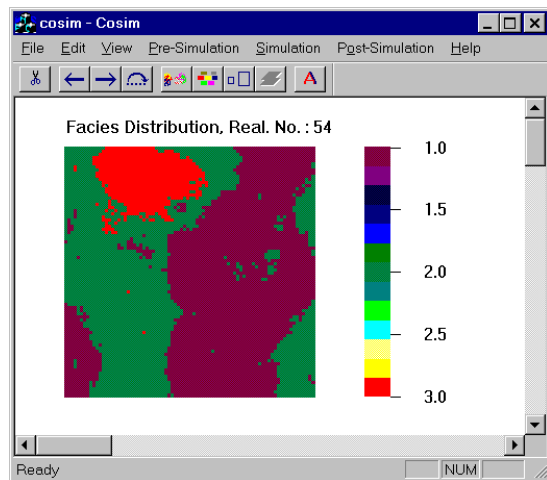 cosim - Cosim
File Edit View Pre-Simulation Simulation Post-Simulation Help
A
Facies Distribution, Real. No. : 54
1.0
1.5
2.0
2.5
3.0
Ready NUM